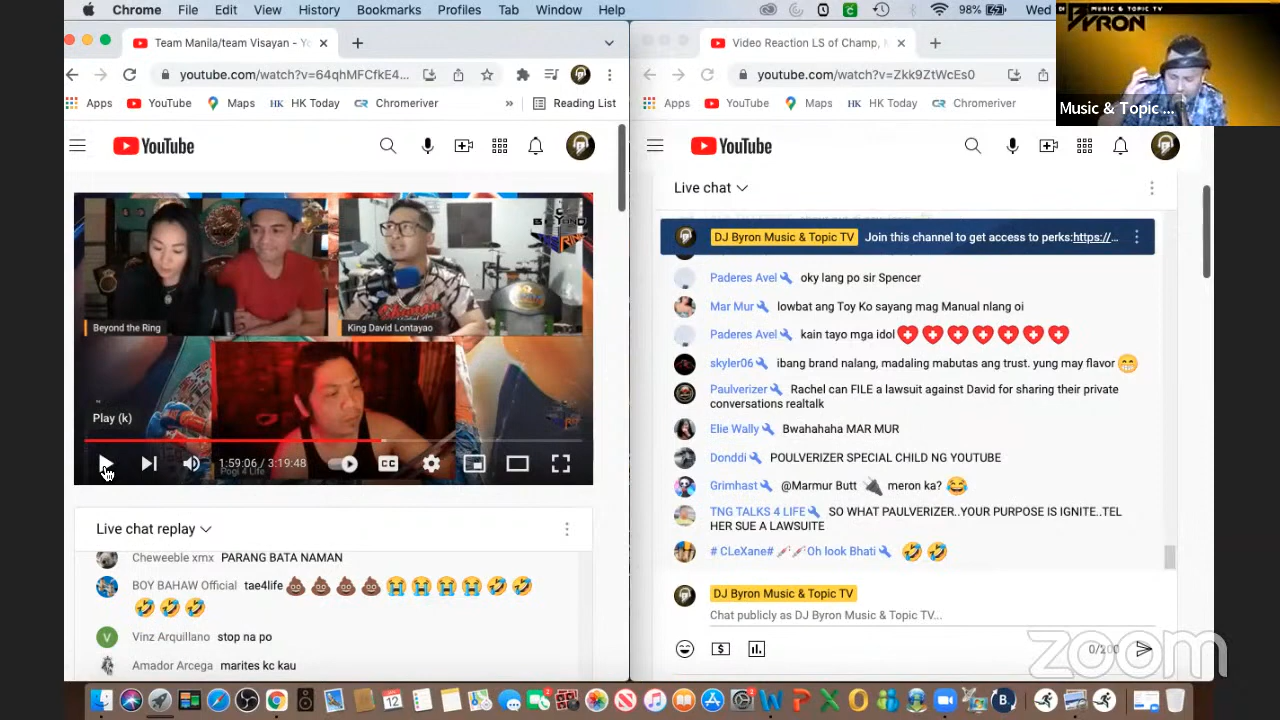 Chrome File Edit View History Bookmarks Profiles Tab Window Help 98%
Team Manila/team Visayan - Yo
youtube.com/watch?v=64qhMFCfkE4...
Apps YouTube Maps HK Today Chromeriver » Reading List
YouTube
BEYOND
RING
Beyond the Ring
King David Lontayao
Play (k)
1:59:06 / 3:19:48
Pogi 4 Life
Live chat replay
Cheweeble xmx PARANG BATA NAMAN
BOY BAHAW Official tae4life💩💩💩💩😭😭😭😭🤣🤣
🤣🤣🤣
Vinz Arquillano stop na po
Amador Arcega marites kc kau
Video Reaction LS of Champ, M
youtube.com/watch?v=Zkk9ZtWcEs0
Apps YouTube Maps HK Today Chromeriver
YouTube
Live chat
DJ Byron Music & Topic TV Join this channel to get access to perks:https://...
Paderes Avel oky lang po sir Spencer
Mar Mur lowbat ang Toy Ko sayang mag Manual nlang oi
Paderes Avel kain tayo mga idol
skyler06 ibang brand nalang, madaling mabutas ang trust. yung may flavor 😁
Paulverizer Rachel can FILE a lawsuit against David for sharing their private
conversations realtalk
Elie Wally Bwahahaha MAR MUR
Donddi POULVERIZER SPECIAL CHILD NG YOUTUBE
Grimhast @Marmur Butt 🔌 meron ka? 😂
TNG TALKS 4 LIFE SO WHAT PAULVERIZER..YOUR PURPOSE IS IGNITE..TEL
HER SUE A LAWSUITE
# CLeXane# 💉💉Oh look Bhati 🤣🤣
DJ Byron Music & Topic TV
Chat publicly as DJ Byron Music & Topic TV...
0/200
MUSIC & TOPIC TV
BYRON
Music & Topic ...
zoom